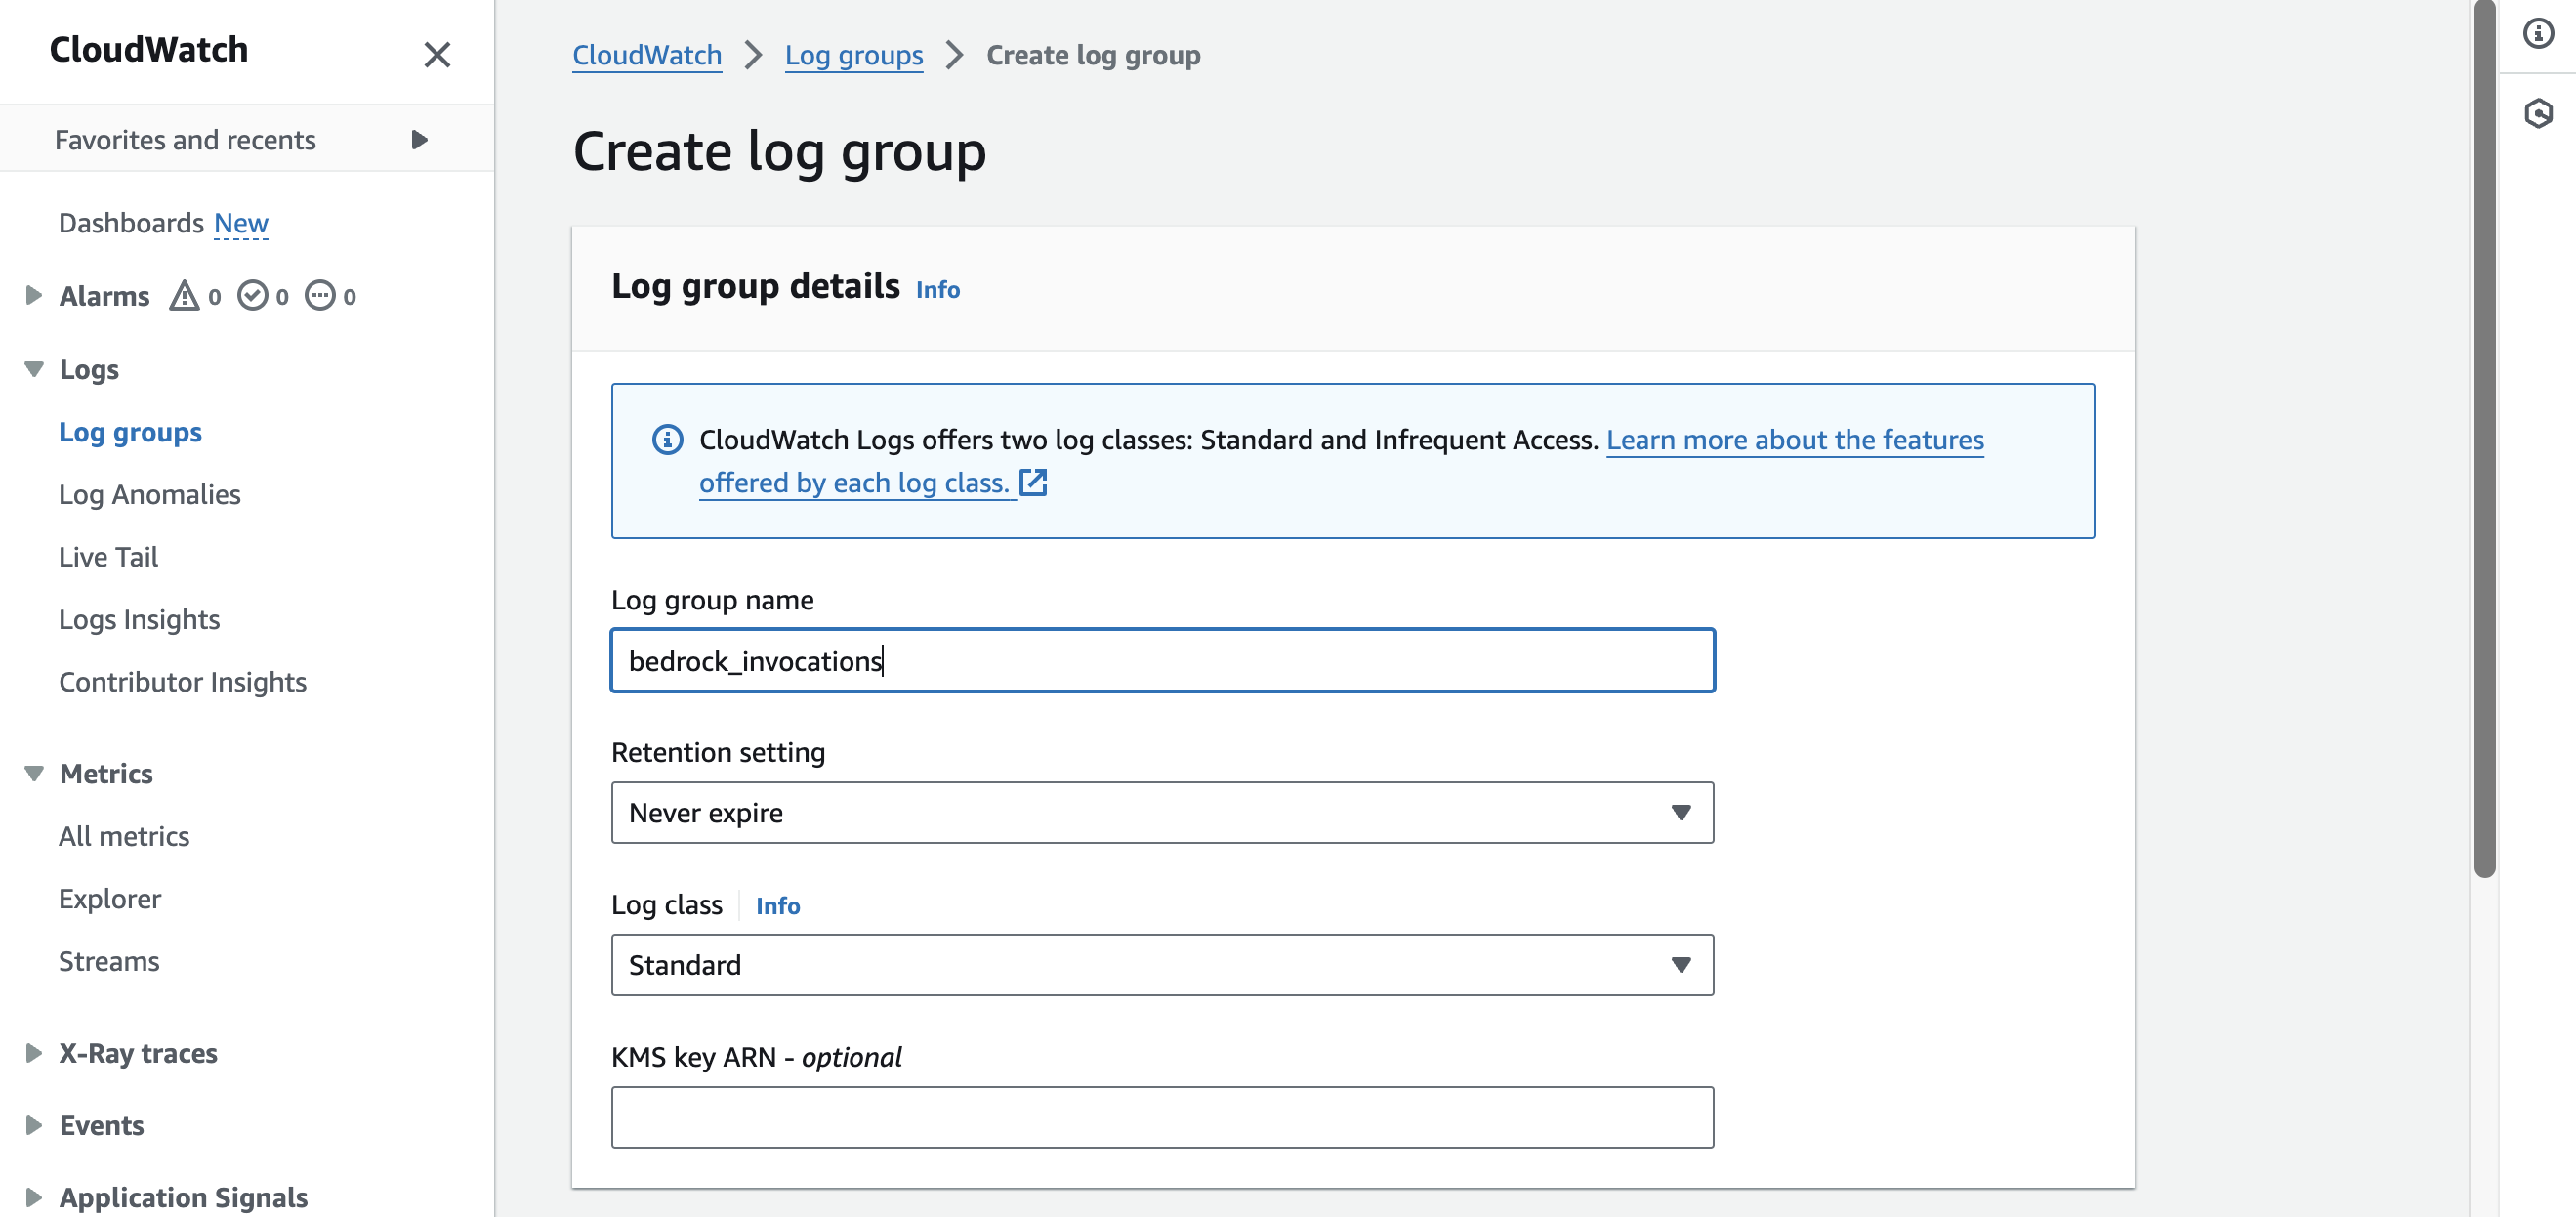 CloudWatch
Favorites and recents
Dashboards New
Alarms 0 0 0
Logs
Log groups
Log Anomalies
Live Tail
Logs Insights
Contributor Insights
Metrics
All metrics
Explorer
Streams
X-Ray traces
Events
Application Signals
CloudWatch > Log groups > Create log group
Create log group
Log group details Info
CloudWatch Logs offers two log classes: Standard and Infrequent Access. Learn more about the features
offered by each log class.
Log group name
bedrock_invocations
Retention setting
Never expire
Log class Info
Standard
KMS key ARN - optional